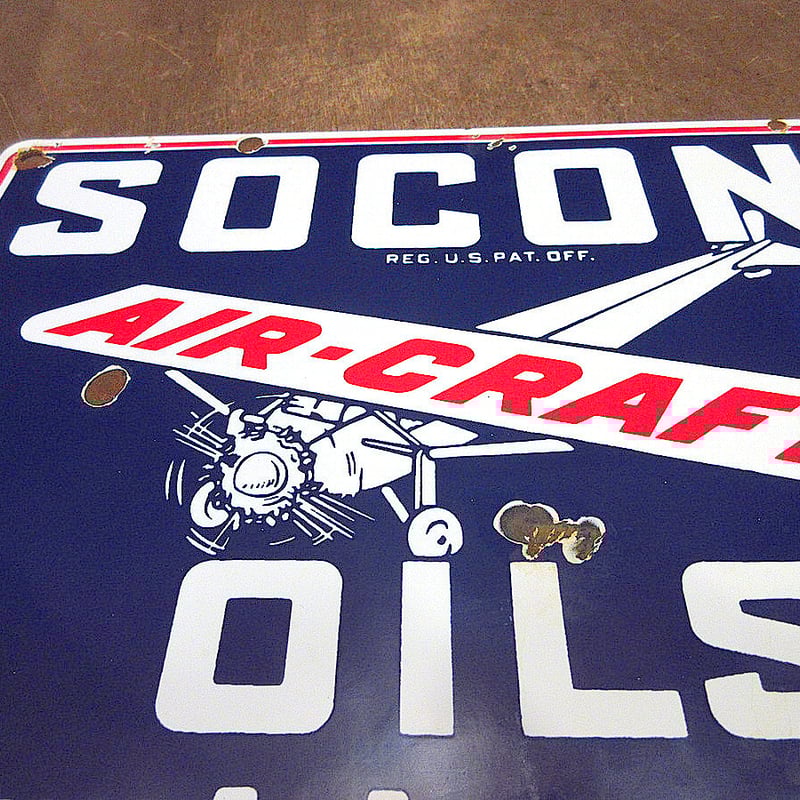 SOCON
REG. U.S. PAT. OFF.
AIR-CRAF
OILS